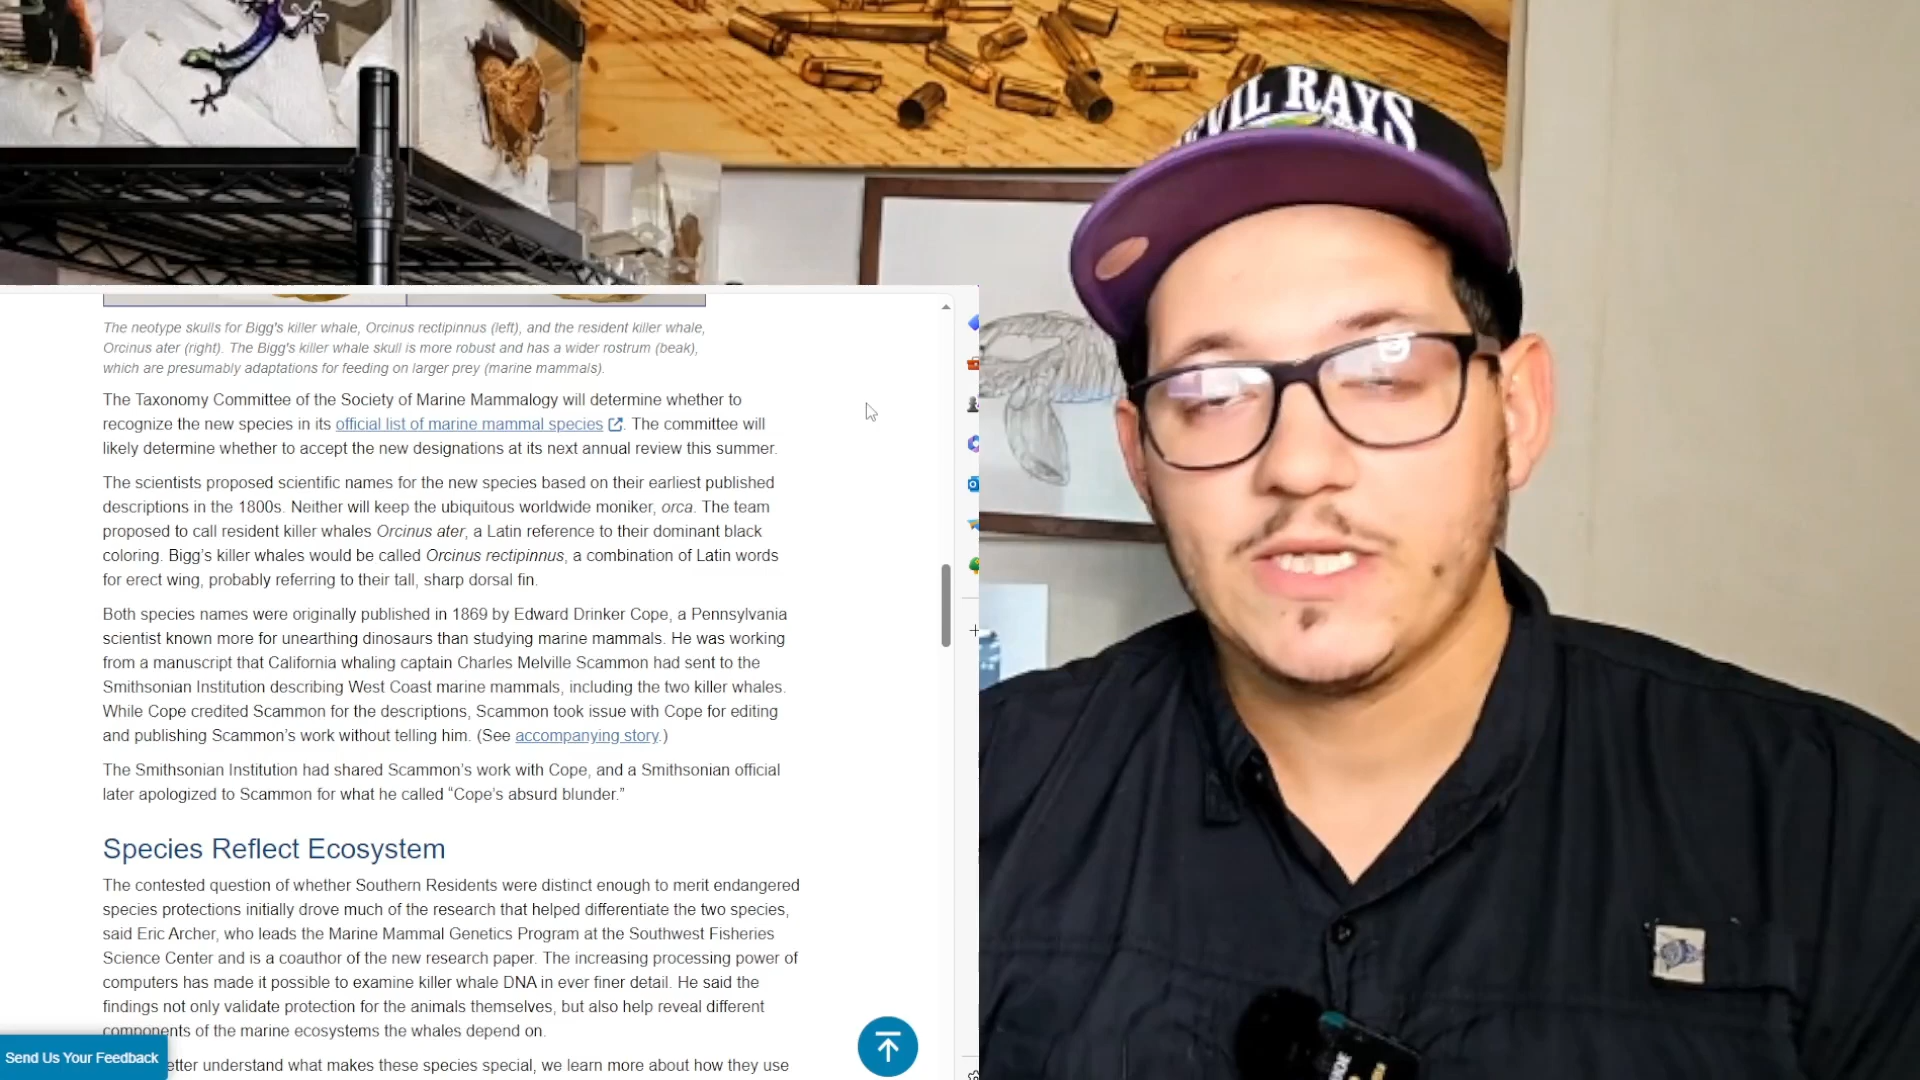 VIL RAYS
The neotype skulls for Bigg's killer whale, Orcinus rectipinnus (left), and the resident killer whale,
Orcinus ater (right). The Bigg's killer whale skull is more robust and has a wider rostrum (beak),
which are presumably adaptations for feeding on larger prey (marine mammals).
The Taxonomy Committee of the Society of Marine Mammalogy will determine whether to
recognize the new species in its official list of marine mammal species. The committee will
likely determine whether to accept the new designations at its next annual review this summer.
The scientists proposed scientific names for the new species based on their earliest published
descriptions in the 1800s. Neither will keep the ubiquitous worldwide moniker, orca. The team
proposed to call resident killer whales Orcinus ater, a Latin reference to their dominant black
coloring. Bigg's killer whales would be called Orcinus rectipinnus, a combination of Latin words
for erect wing, probably referring to their tall, sharp dorsal fin.
Both species names were originally published in 1869 by Edward Drinker Cope, a Pennsylvania
scientist known more for unearthing dinosaurs than studying marine mammals. He was working
from a manuscript that California whaling captain Charles Melville Scammon had sent to the
Smithsonian Institution describing West Coast marine mammals, including the two killer whales.
While Cope credited Scammon for the descriptions, Scammon took issue with Cope for editing
and publishing Scammon's work without telling him. (See accompanying story.)
The Smithsonian Institution had shared Scammon's work with Cope, and a Smithsonian official
later apologized to Scammon for what he called “Cope's absurd blunder.”
Species Reflect Ecosystem
The contested question of whether Southern Residents were distinct enough to merit endangered
species protections initially drove much of the research that helped differentiate the two species,
said Eric Archer, who leads the Marine Mammal Genetics Program at the Southwest Fisheries
Science Center and is a coauthor of the new research paper. The increasing processing power of
computers has made it possible to examine killer whale DNA in ever finer detail. He said the
findings not only validate protection for the animals themselves, but also help reveal different
components of the marine ecosystems the whales depend on.
Send Us Your Feedback
etter understand what makes these species special, we learn more about how they use